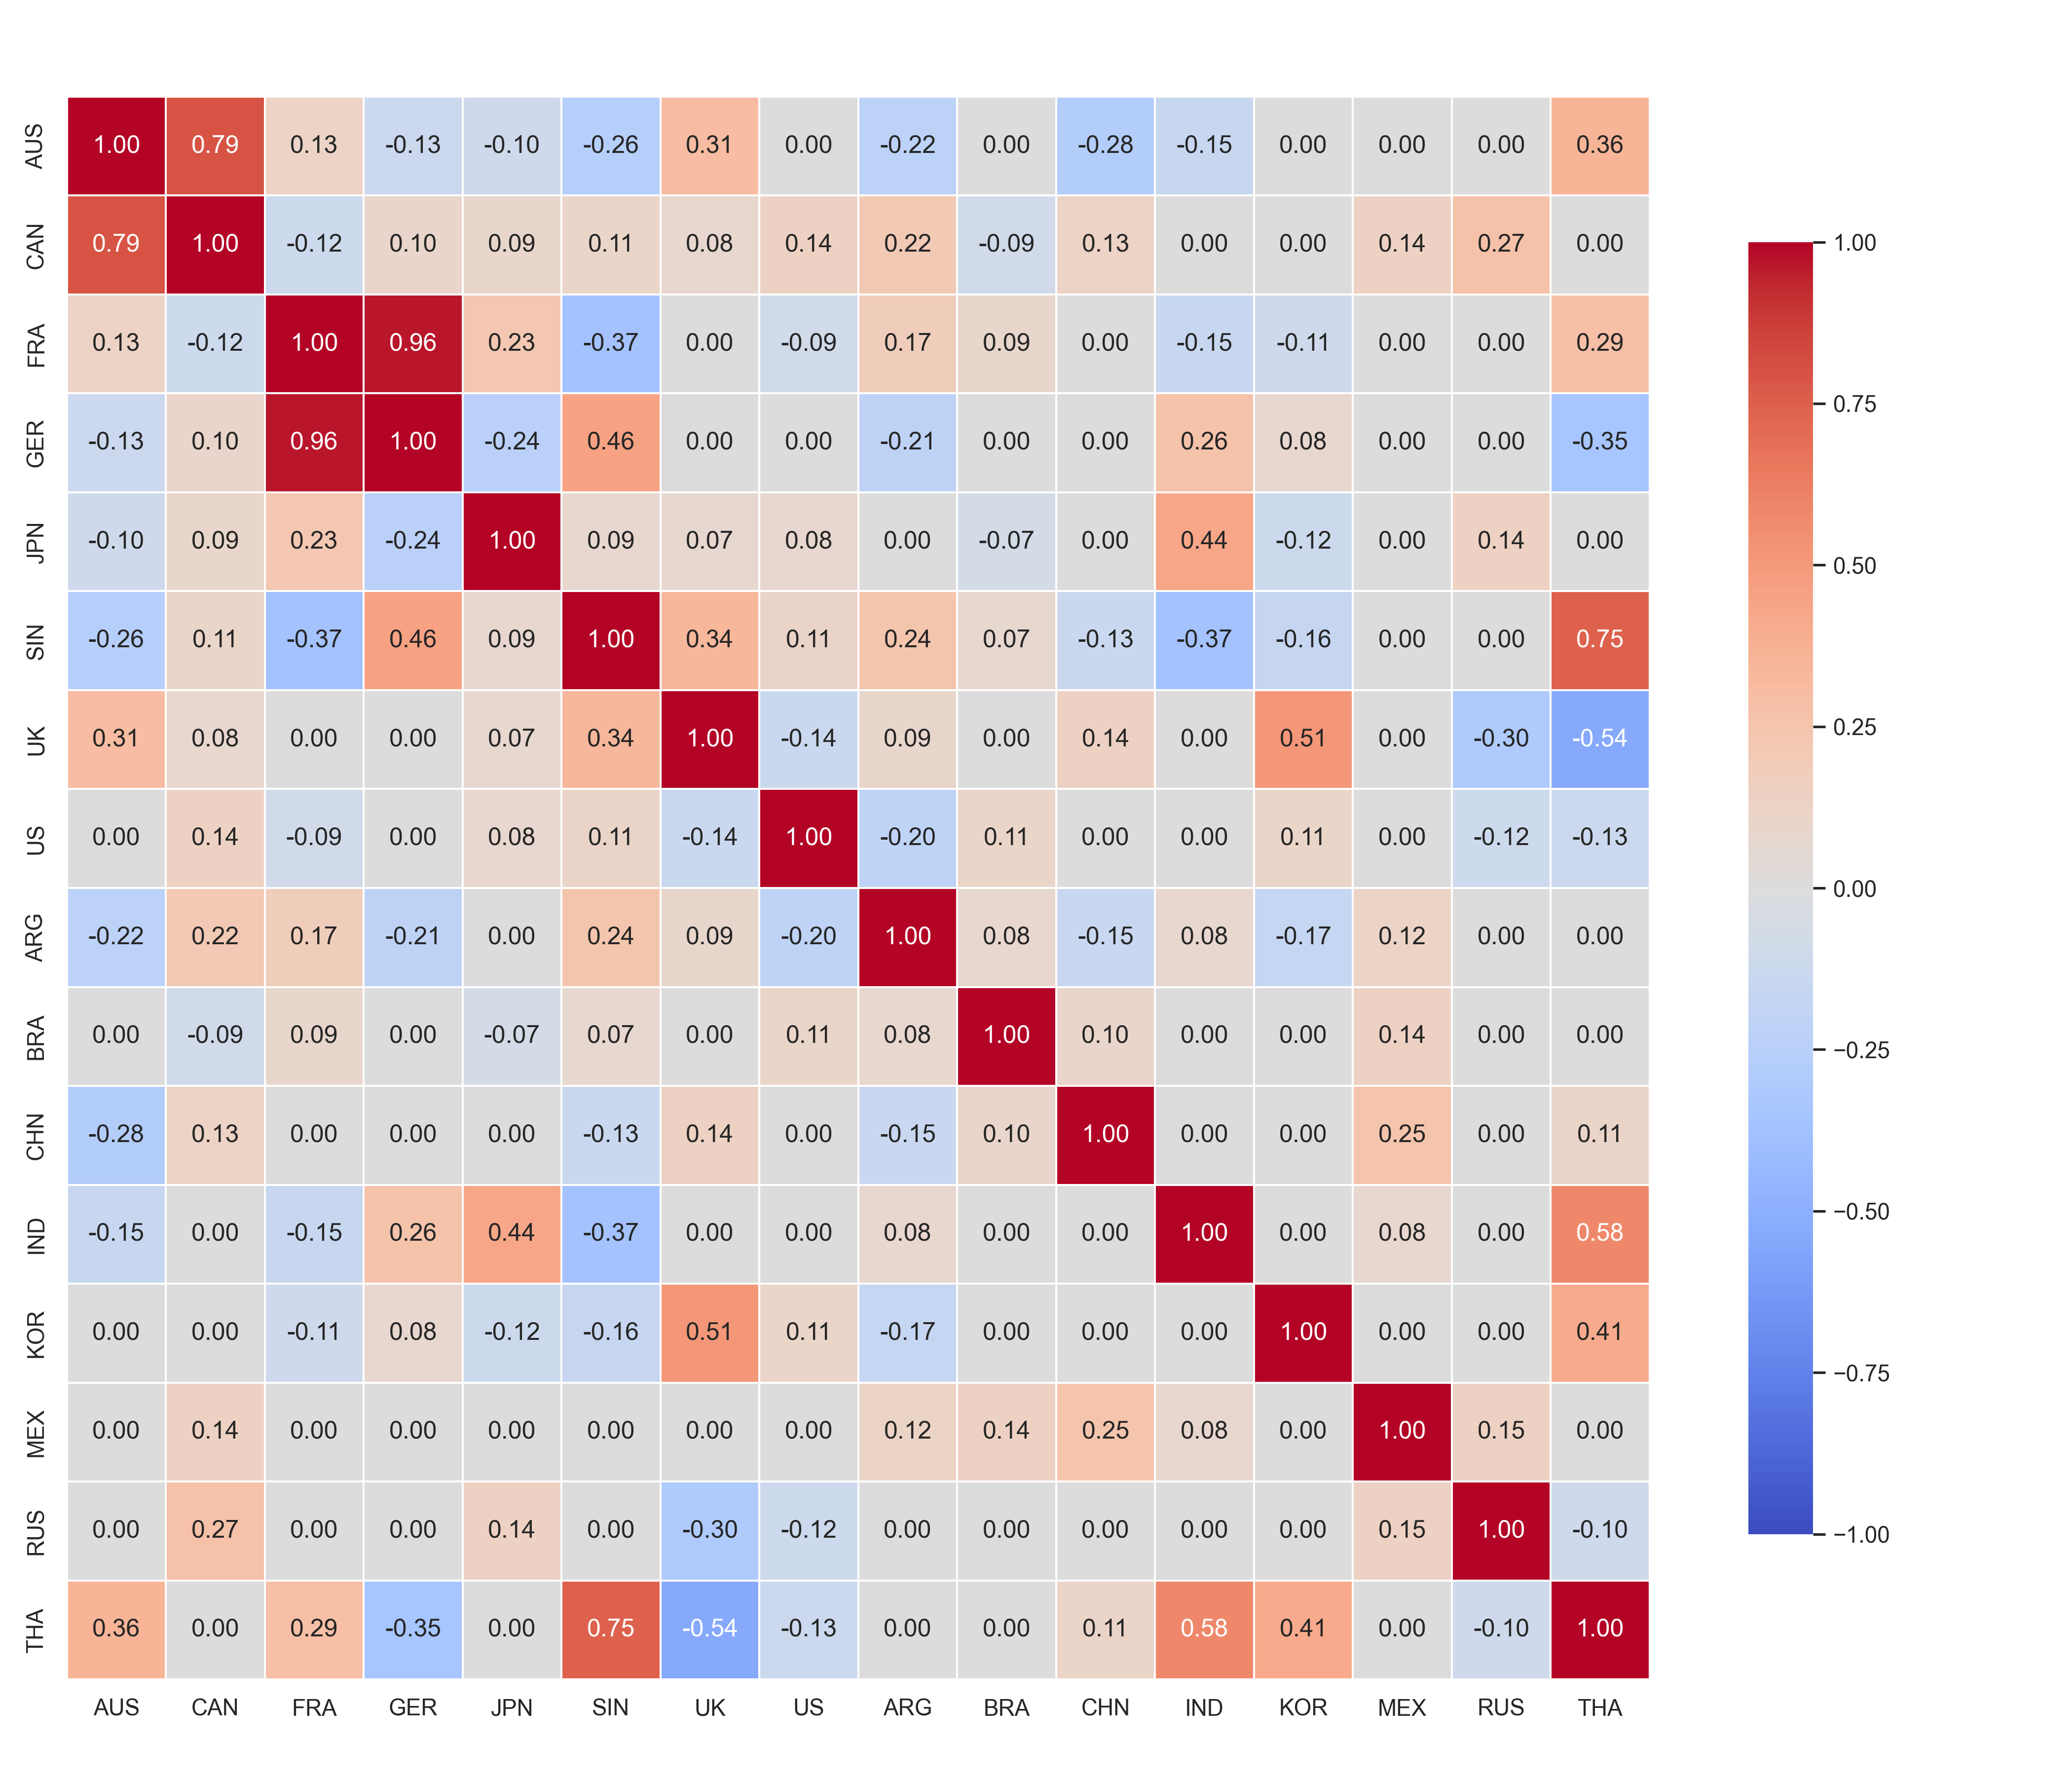 AUS 1.00 0.79 0.13 -0.13 -0.10 -0.26 0.31 0.00 -0.22 0.00 -0.28 -0.15 0.00 0.00 0.00 0.36
CAN 0.79 1.00 -0.12 0.10 0.09 0.11 0.08 0.14 0.22 -0.09 0.13 0.00 0.00 0.14 0.27 0.00
FRA 0.13 -0.12 1.00 0.96 0.23 -0.37 0.00 -0.09 0.17 0.09 0.00 -0.15 -0.11 0.00 0.00 0.29
GER -0.13 0.10 0.96 1.00 -0.24 0.46 0.00 0.00 -0.21 0.00 0.00 0.26 0.08 0.00 0.00 -0.35
JPN -0.10 0.09 0.23 -0.24 1.00 0.09 0.07 0.08 0.00 -0.07 0.00 0.44 -0.12 0.00 0.14 0.00
SIN -0.26 0.11 -0.37 0.46 0.09 1.00 0.34 0.11 0.24 0.07 -0.13 -0.37 -0.16 0.00 0.00 0.75
UK 0.31 0.08 0.00 0.00 0.07 0.34 1.00 -0.14 0.09 0.00 0.14 0.00 0.51 0.00 -0.30 -0.54
US 0.00 0.14 -0.09 0.00 0.08 0.11 -0.14 1.00 -0.20 0.11 0.00 0.00 0.11 0.00 -0.12 -0.13
ARG -0.22 0.22 0.17 -0.21 0.00 0.24 0.09 -0.20 1.00 0.08 -0.15 0.08 -0.17 0.12 0.00 0.00
BRA 0.00 -0.09 0.09 0.00 -0.07 0.07 0.00 0.11 0.08 1.00 0.10 0.00 0.00 0.14 0.00 0.00
CHN -0.28 0.13 0.00 0.00 0.00 -0.13 0.14 0.00 -0.15 0.10 1.00 0.00 0.00 0.25 0.00 0.11
IND -0.15 0.00 -0.15 0.26 0.44 -0.37 0.00 0.00 0.08 0.00 0.00 1.00 0.00 0.08 0.00 0.58
KOR 0.00 0.00 -0.11 0.08 -0.12 -0.16 0.51 0.11 -0.17 0.00 0.00 0.00 1.00 0.00 0.00 0.41
MEX 0.00 0.14 0.00 0.00 0.00 0.00 0.00 0.00 0.12 0.14 0.25 0.08 0.00 1.00 0.15 0.00
RUS 0.00 0.27 0.00 0.00 0.14 0.00 -0.30 -0.12 0.00 0.00 0.00 0.00 0.00 0.15 1.00 -0.10
THA 0.36 0.00 0.29 -0.35 0.00 0.75 -0.54 -0.13 0.00 0.00 0.11 0.58 0.41 0.00 -0.10 1.00
AUS CAN FRA GER JPN SIN UK US ARG BRA CHN IND KOR MEX RUS THA
1.00
0.75
0.50
0.25
0.00
−0.25
−0.50
−0.75
−1.00